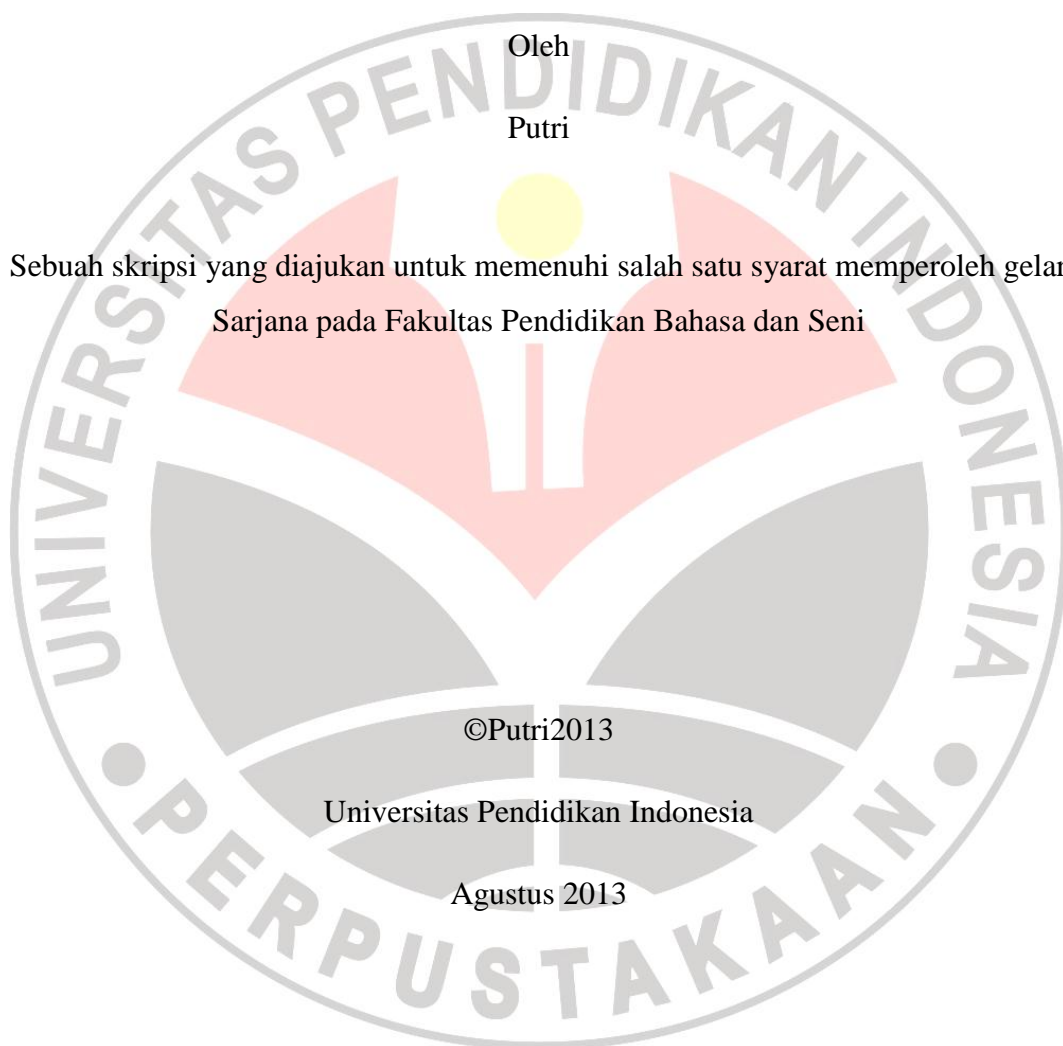 Oleh
Putri
Sebuah skripsi yang diajukan untuk memenuhi salah satu syarat memperoleh gelar
Sarjana pada Fakultas Pendidikan Bahasa dan Seni
©Putri2013
Universitas Pendidikan Indonesia
Agustus 2013
UNIVERSITAS PENDIDIKAN INDONESIA
• PERPUSTAKAAN •